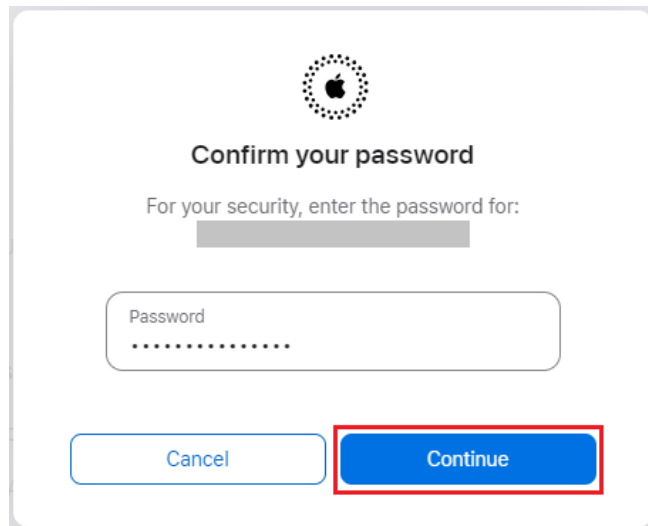 Confirm your password
For your security, enter the password for:
Password
•••••••••••••••
Cancel
Continue